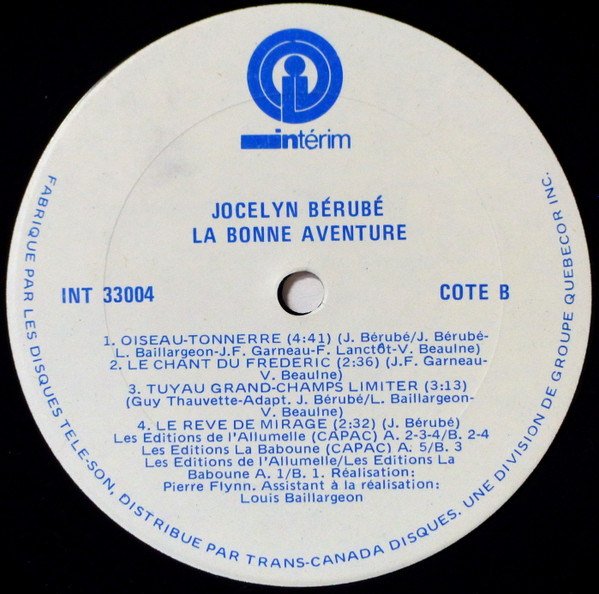 intérim
JOCELYN BÉRUBÉ
LA BONNE AVENTURE
INT 33004
COTE B
1. OISEAU-TONNERRE (4:41) (J. Bérubé/J. Bérubé-
L. Baillargeon-J.F. Garneau-F. Lanctôt-V. Beaulne)
2. LE CHANT DU FREDERIC (2:36) (J.F. Garneau-
V. Beaulne)
3. TUYAU GRAND-CHAMPS LIMITER (3:13)
(Guy Thauvette-Adapt. J. Bérubé/L. Baillargeon-
V. Beaulne)
4. LE REVE DE MIRAGE (2:32) (J. Bérubé)
Les Editions de l'Allumelle (CAPAC) A. 2-3-4/B. 2-4
Les Editions La Baboune (CAPAC) A. 5/B. 3
Les Editions de l'Allumelle/Les Editions La
Baboune A. 1/B. 1. Réalisation:
Pierre Flynn. Assistant à la réalisation:
Louis Baillargeon
FABRIQUE PAR LES DISQUES TELE-SON, DISTRIBUE PAR TRANS-CANADA DISQUES. UNE DIVISION DE GROUPE QUEBECOR INC.